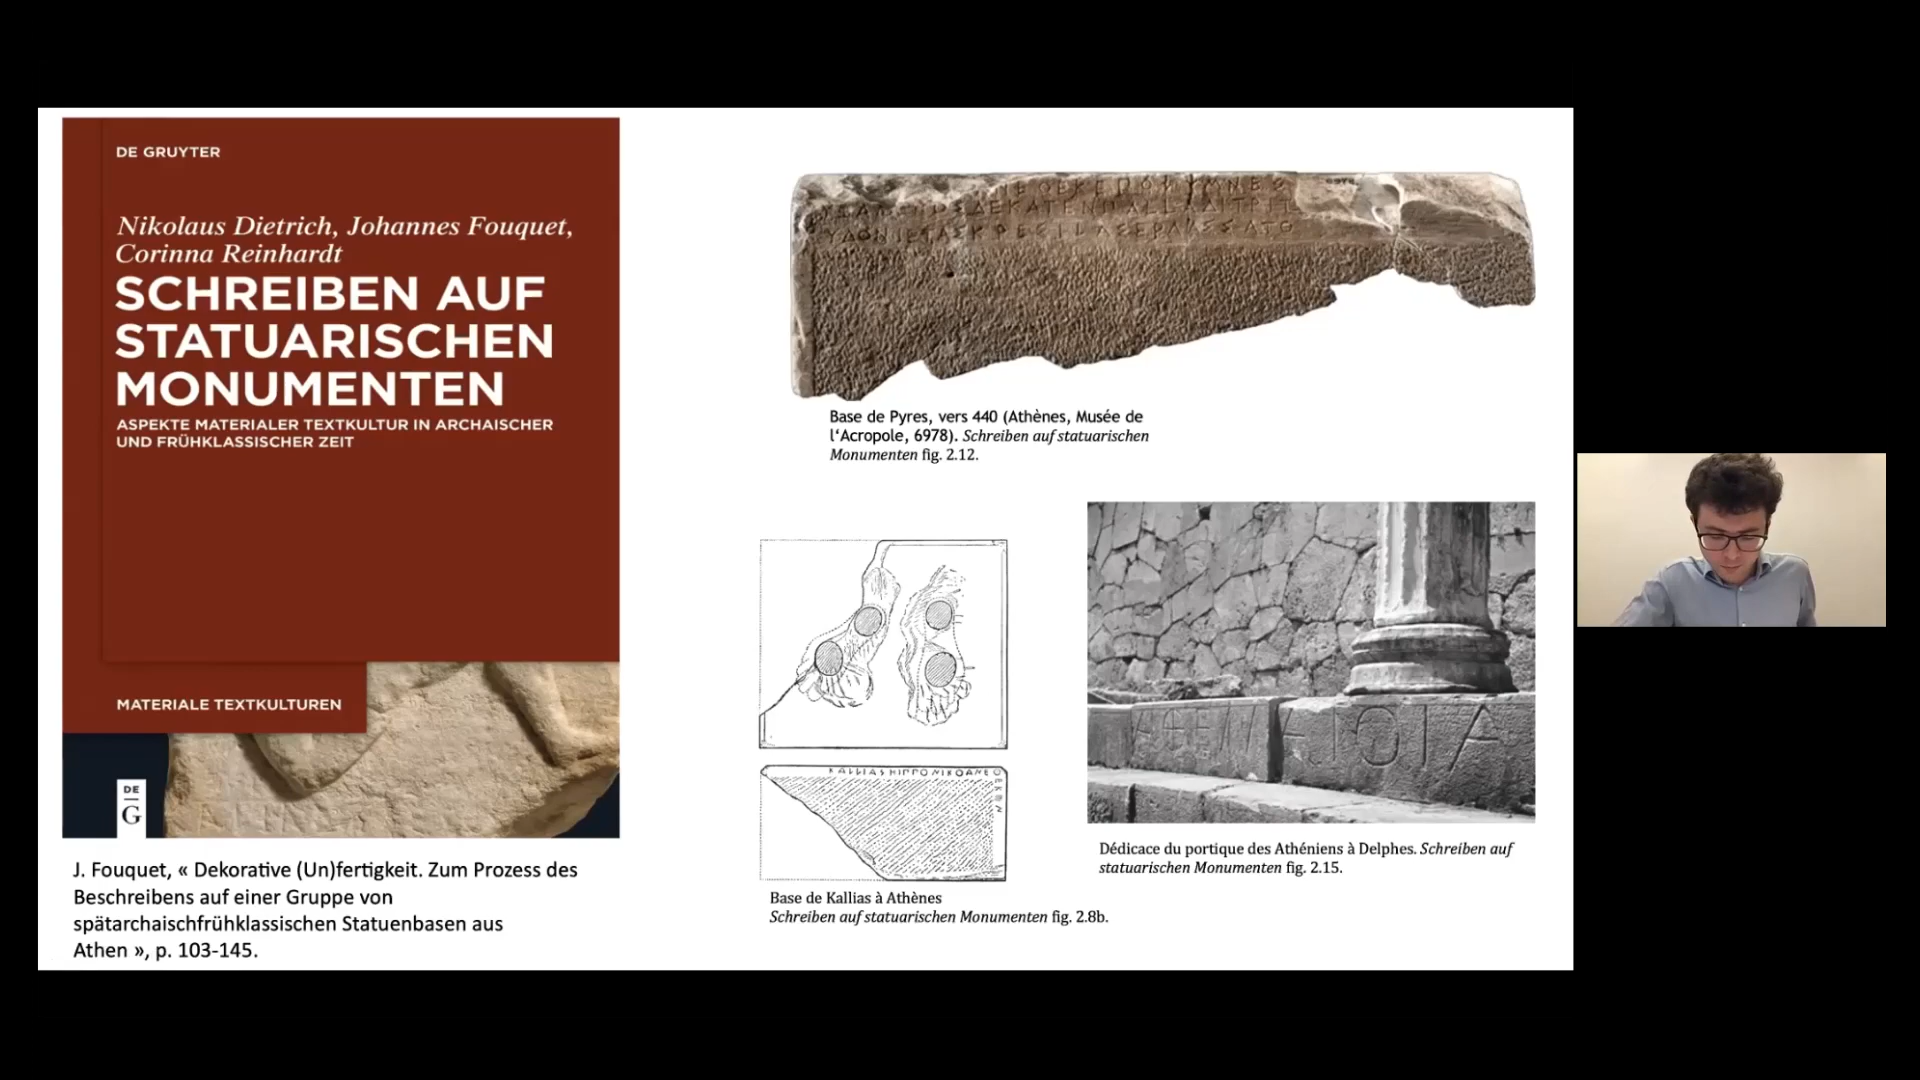 DE GRUYTER
Nikolaus Dietrich, Johannes Fouquet,
Corinna Reinhardt
SCHREIBEN AUF
STATUARISCHEN
MONUMENTEN
ASPEKTE MATERIALER TEXTKULTUR IN ARCHAISCHER
UND FRÜHKLASSISCHER ZEIT
MATERIALE TEXTKULTUREN
DE
G
J. Fouquet, « Dekorative (Un)fertigkeit. Zum Prozess des
Beschreibens auf einer Gruppe von
spätarchaischfrühklassischen Statuenbasen aus
Athen », p. 103-145.
Base de Pyres, vers 440 (Athènes, Musée de
l‘Acropole, 6978). Schreiben auf statuarischen
Monumenten fig. 2.12.
KALLIAS HIPPONIKO ANEΘ
EKEN
Base de Kallias à Athènes
Schreiben auf statuarischen Monumenten fig. 2.8b.
Dédicace du portique des Athéniens à Delphes. Schreiben auf
statuarischen Monumenten fig. 2.15.